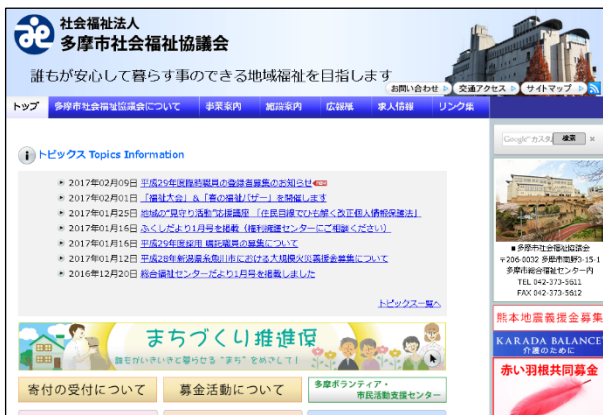 社会福祉法人
多摩市社会福祉協議会
誰もが安心して暮らす事のできる地域福祉を目指します
お問い合わせ 交通アクセス サイトマップ
トップ 多摩市社会福祉協議会について 事業案内 施設案内 広報紙 求人情報 リンク集
Google™ カスタ 検索 ×
トピックス Topics Information
2017年02月09日 平成29年度臨時職員の登録者募集のお知らせ
2017年02月01日 「福祉大会」&「春の福祉バザー」を開催します
2017年01月25日 地域の“見守り活動”応援講座 「住民目線でひも解く改正個人情報保護法」
2017年01月16日 ふくしだより1月号を掲載（権利擁護センターにご相談ください）
2017年01月16日 平成29年度採用 嘱託職員の募集について
2017年01月12日 平成28年新潟県糸魚川市における大規模火災義援金募集について
2016年12月20日 総合福祉センターだより1月号を掲載しました
トピックス一覧へ
■多摩市社会福祉協議会
〒206-0032 多摩市南野3-15-1
多摩市総合福祉センター内
TEL 042-373-5611
FAX 042-373-5612
まちづくり推進係
誰もがいきいきと暮らせる“まち”をめざして！
熊本地震義援金募集
KARADA BALANCE
介護のために
赤い羽根共同募金
寄付の受付について
募金活動について
多摩ボランティア・
市民活動支援センター